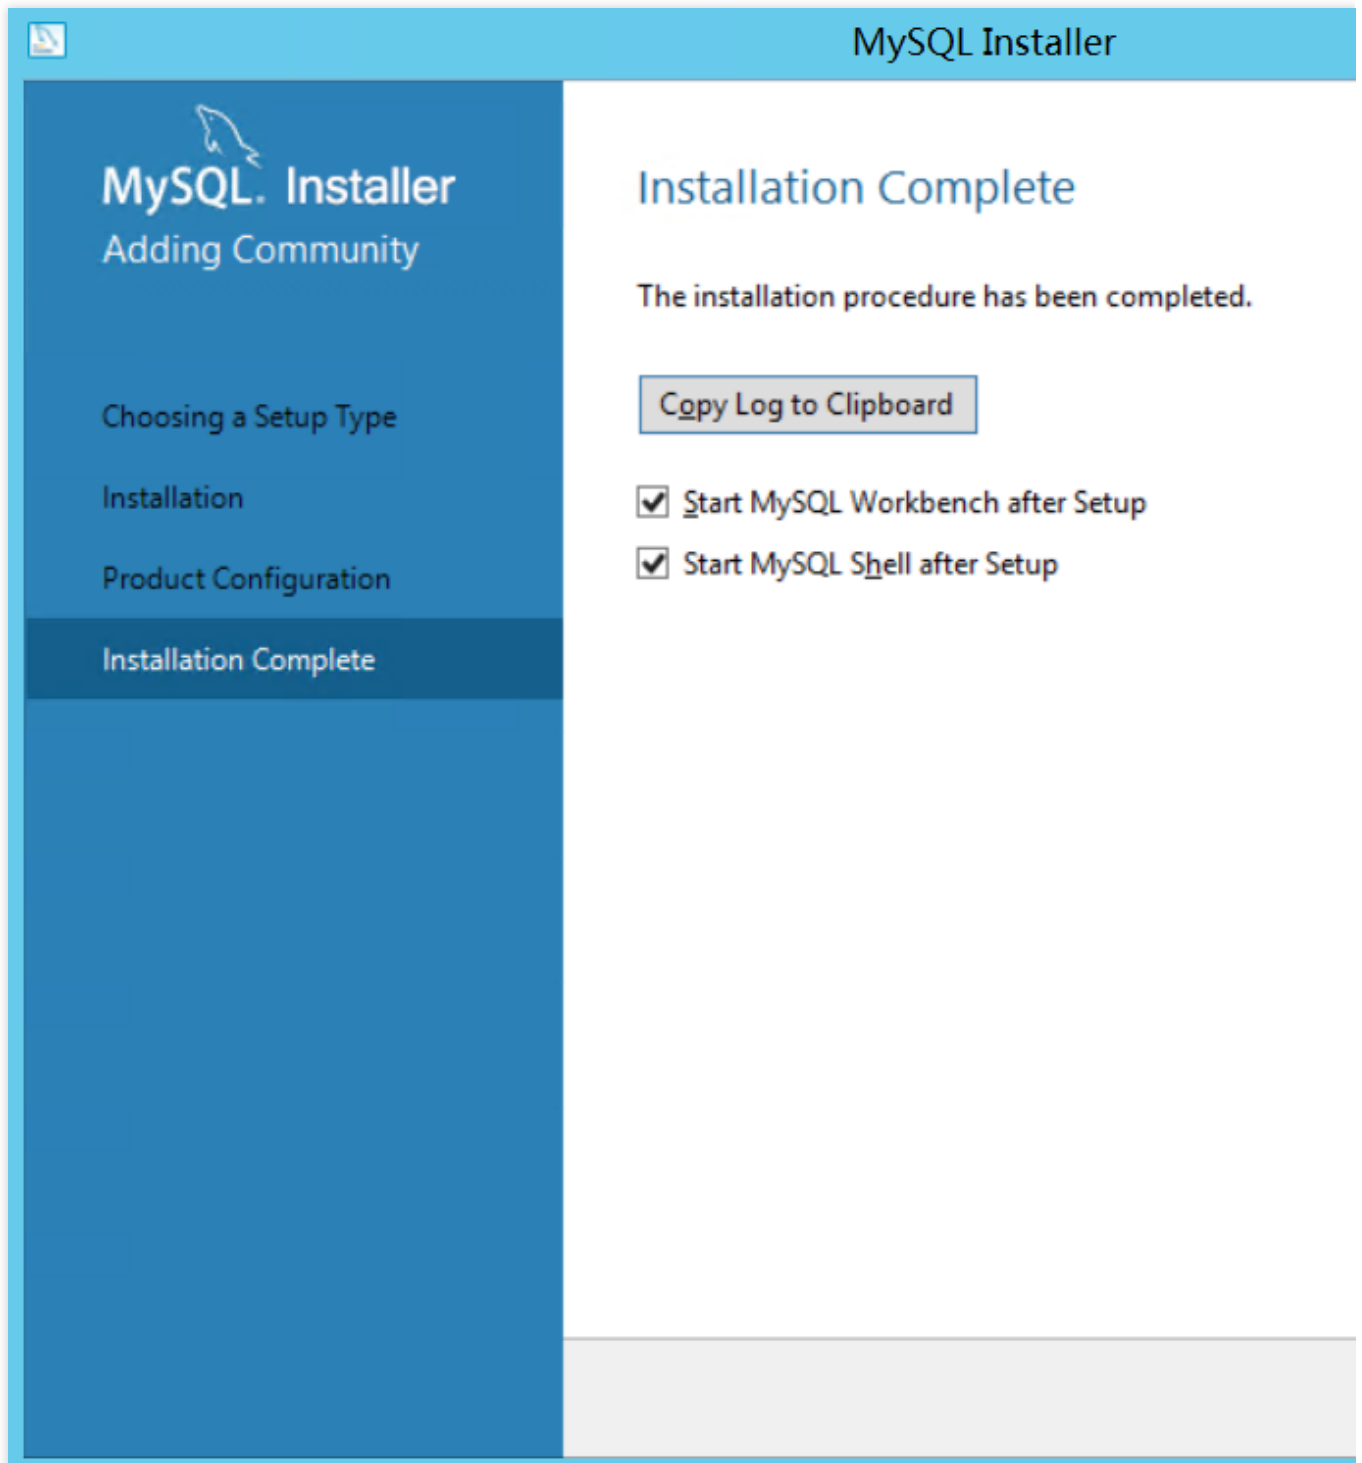 MySQL Installer
MySQL. Installer
Adding Community
Choosing a Setup Type
Installation
Product Configuration
Installation Complete
Installation Complete
The installation procedure has been completed.
Copy Log to Clipboard
Start MySQL Workbench after Setup
Start MySQL Shell after Setup